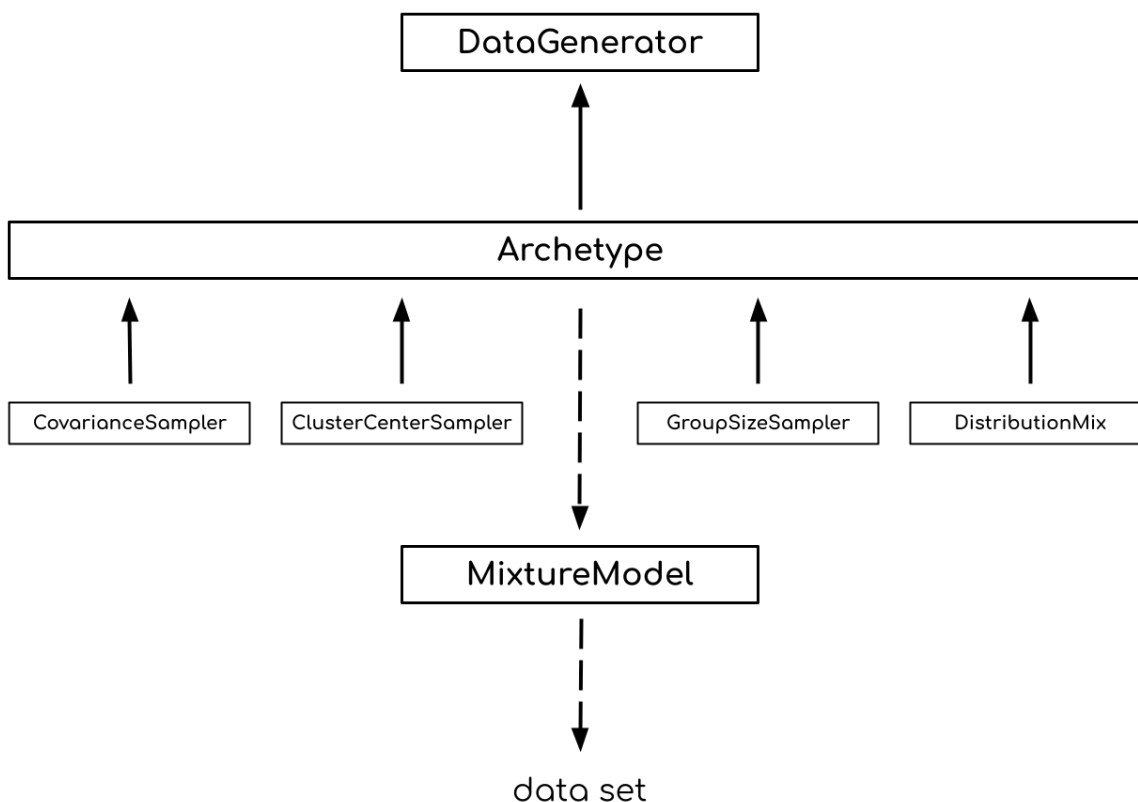 DataGenerator
Archetype
CovarianceSampler
ClusterCenterSampler
GroupSizeSampler
DistributionMix
MixtureModel
data set